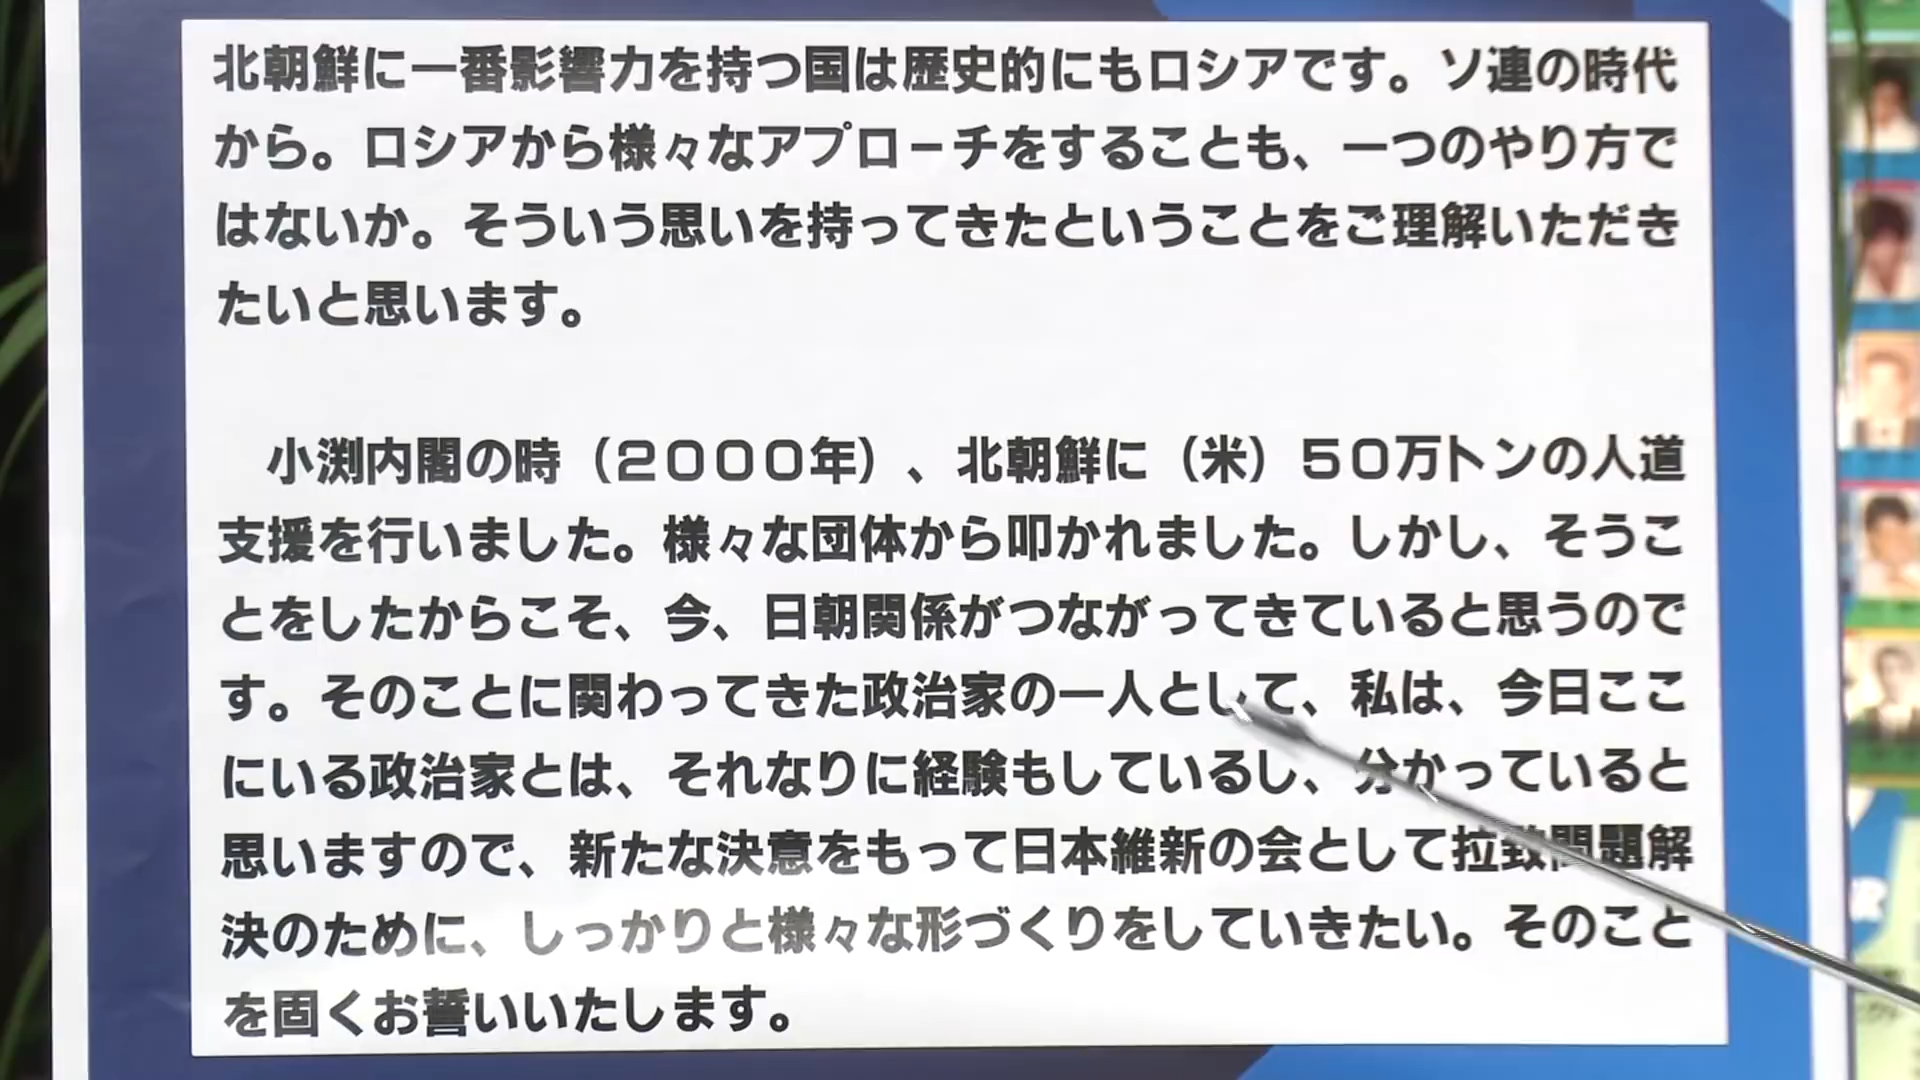 北朝鮮に一番影響力を持つ国は歴史的にもロシアです。ソ連の時代
から。ロシアから様々なアプローチをすることも、一つのやり方で
はないか。そういう思いを持ってきたということをご理解いただき
たいと思います。
小渕内閣の時（２０００年）、北朝鮮に（米）５０万トンの人道
支援を行いました。様々な団体から叩かれました。しかし、そうこ
とをしたからこそ、今、日朝関係がつながってきていると思うので
す。そのことに関わってきた政治家の一人として、私は、今日ここ
にいる政治家とは、それなりに経験もしているし、分かっていると
思いますので、新たな決意をもって日本維新の会として拉致問題解
決のために、しっかりと様々な形づくりをしていきたい。そのこと
を固くお誓いいたします。